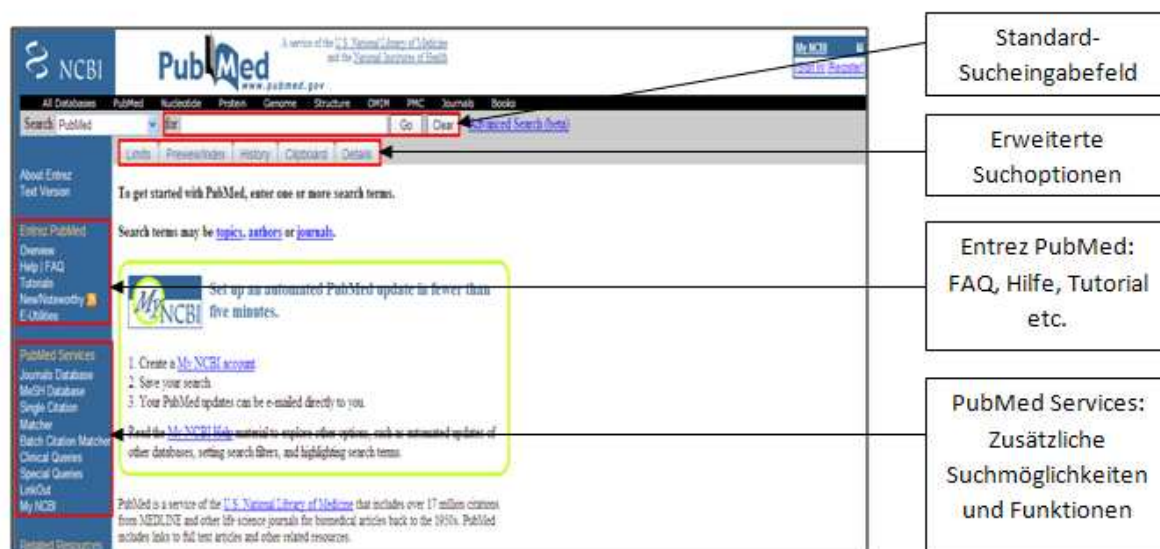 NCBI
PubMed
www.pubmed.gov
A service of the U.S. National Library of Medicine
and the National Institutes of Health
My NCBI
All Databases PubMed Nucleotide Protein Genome Structure OMIM PMC Journals Books
Search PubMed for Go Clear Advanced Search (beta)
Limits Preview/Index History Clipboard Details
About Entrez
Text Version
Entrez PubMed
Overview
Help | FAQ
Tutorials
New/Noteworthy
E-Utilities
PubMed Services
Journals Database
MeSH Database
Single Citation
Matcher
Batch Citation Matcher
Clinical Queries
Special Queries
LinkOut
My NCBI
Related Resources
To get started with PubMed, enter one or more search terms.
Search terms may be topics, authors or journals.
My NCBI
Set up an automated PubMed update in fewer than
five minutes.
1. Create a My NCBI account
2. Save your search.
3. Your PubMed updates can be e-mailed directly to you.
Read the My NCBI Help material to explore other options, such as automated updates of
other databases, setting search filters, and highlighting search terms.
PubMed is a service of the U.S. National Library of Medicine that includes over 17 million citations
from MEDLINE and other life science journals for biomedical articles back to the 1950s. PubMed
includes links to full text articles and other related resources.
Standard-
Sucheingabefeld
Erweiterte
Suchoptionen
Entrez PubMed:
FAQ, Hilfe, Tutorial
etc.
PubMed Services:
Zusätzliche
Suchmöglichkeiten
und Funktionen